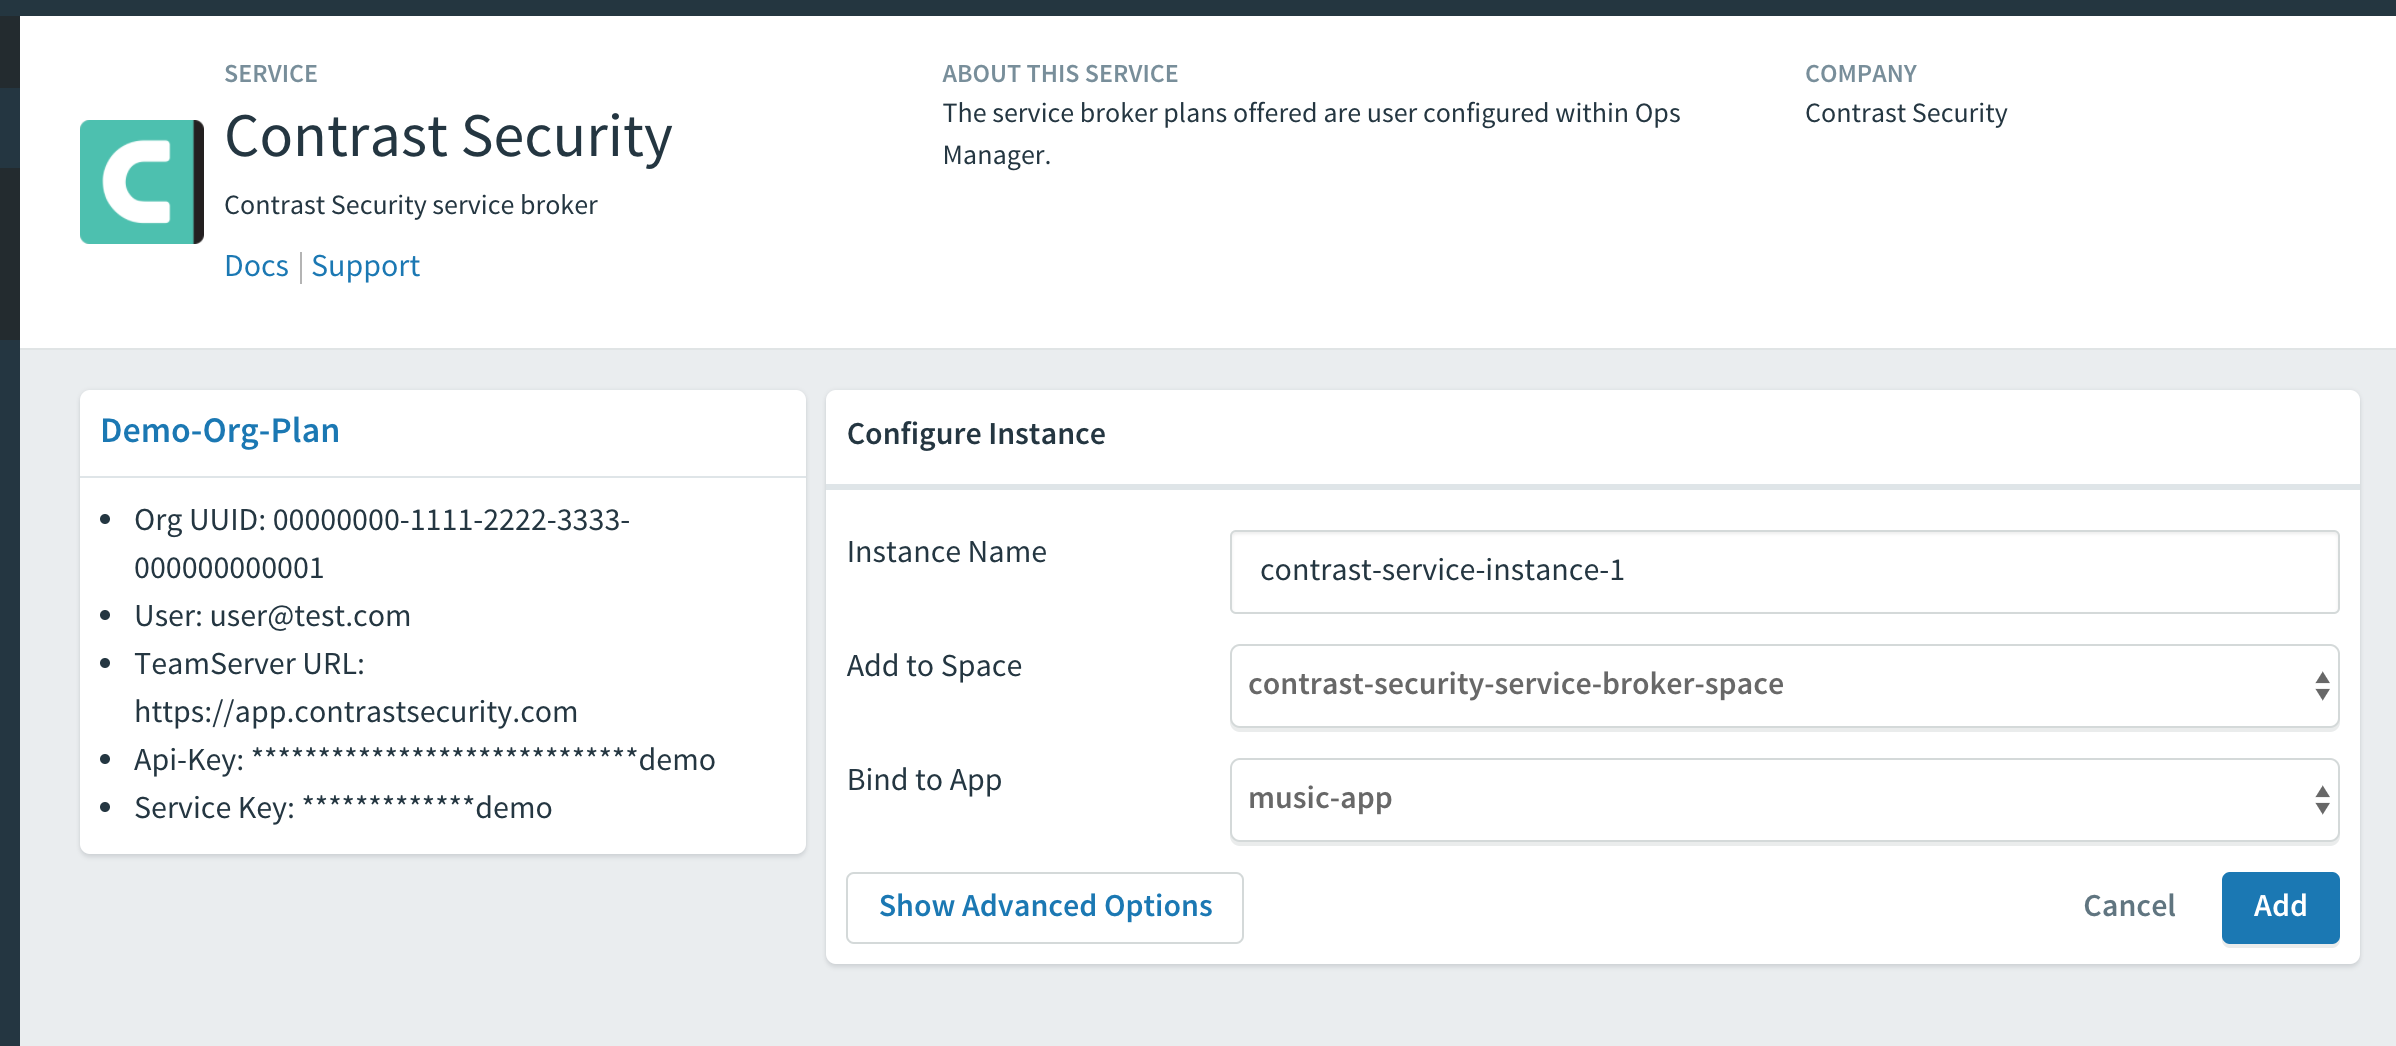 SERVICE
Contrast Security
Contrast Security service broker
Docs | Support
ABOUT THIS SERVICE
The service broker plans offered are user configured within Ops
Manager.
COMPANY
Contrast Security
Demo-Org-Plan
Org UUID: 00000000-1111-2222-3333-
000000000001
User: user@test.com
TeamServer URL:
https://app.contrastsecurity.com
Api-Key: *****************************demo
Service Key: *************demo
Configure Instance
Instance Name
contrast-service-instance-1
Add to Space
contrast-security-service-broker-space
Bind to App
music-app
Show Advanced Options
Cancel
Add